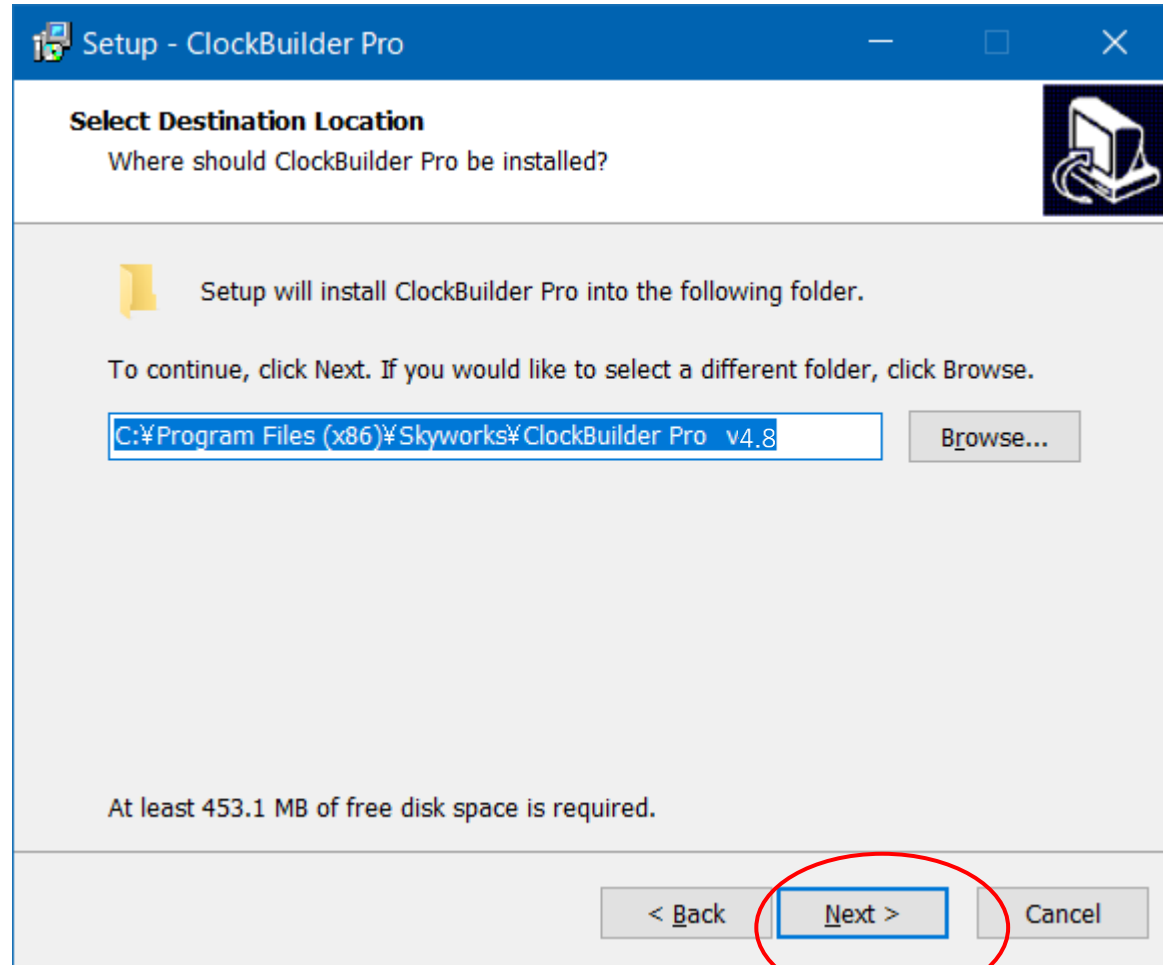 Setup - ClockBuilder Pro
Select Destination Location
Where should ClockBuilder Pro be installed?
Setup will install ClockBuilder Pro into the following folder.
To continue, click Next. If you would like to select a different folder, click Browse.
C:¥Program Files (x86)¥Skyworks¥ClockBuilder Pro v4.8
Browse...
At least 453.1 MB of free disk space is required.
< Back
Next >
Cancel